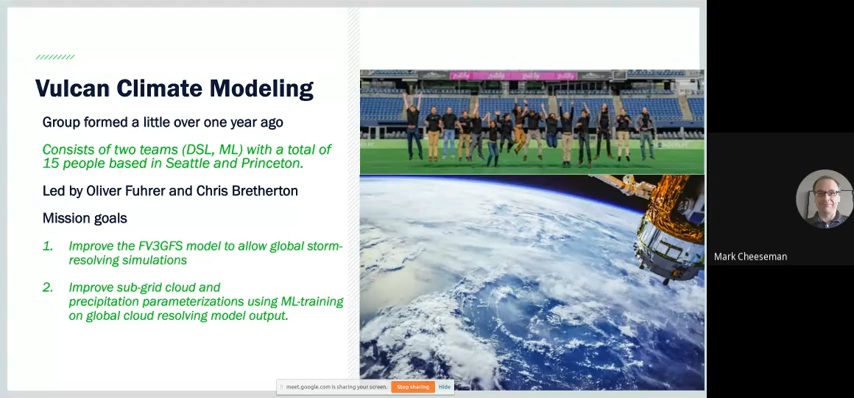 Vulcan Climate Modeling
Group formed a little over one year ago
Consists of two teams (DSL, ML) with a total of
15 people based in Seattle and Princeton.
Led by Oliver Fuhrer and Chris Bretherton
Mission goals
1. Improve the FV3GFS model to allow global storm-
resolving simulations
2. Improve sub-grid cloud and
precipitation parameterizations using ML-training
on global cloud resolving model output.
meet.google.com is sharing your screen. Stop sharing Hide
Mark Cheeseman